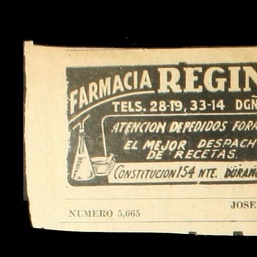 FARMACIA REGIN
TELS. 28-19, 33-14 DGN
ATENCION DE PEDIDOS FORA
EL MEJOR DESPACH
DE RECETAS.
CONSTITUCION 154 NTE. DURANG
NUMERO 5,665
JOSE